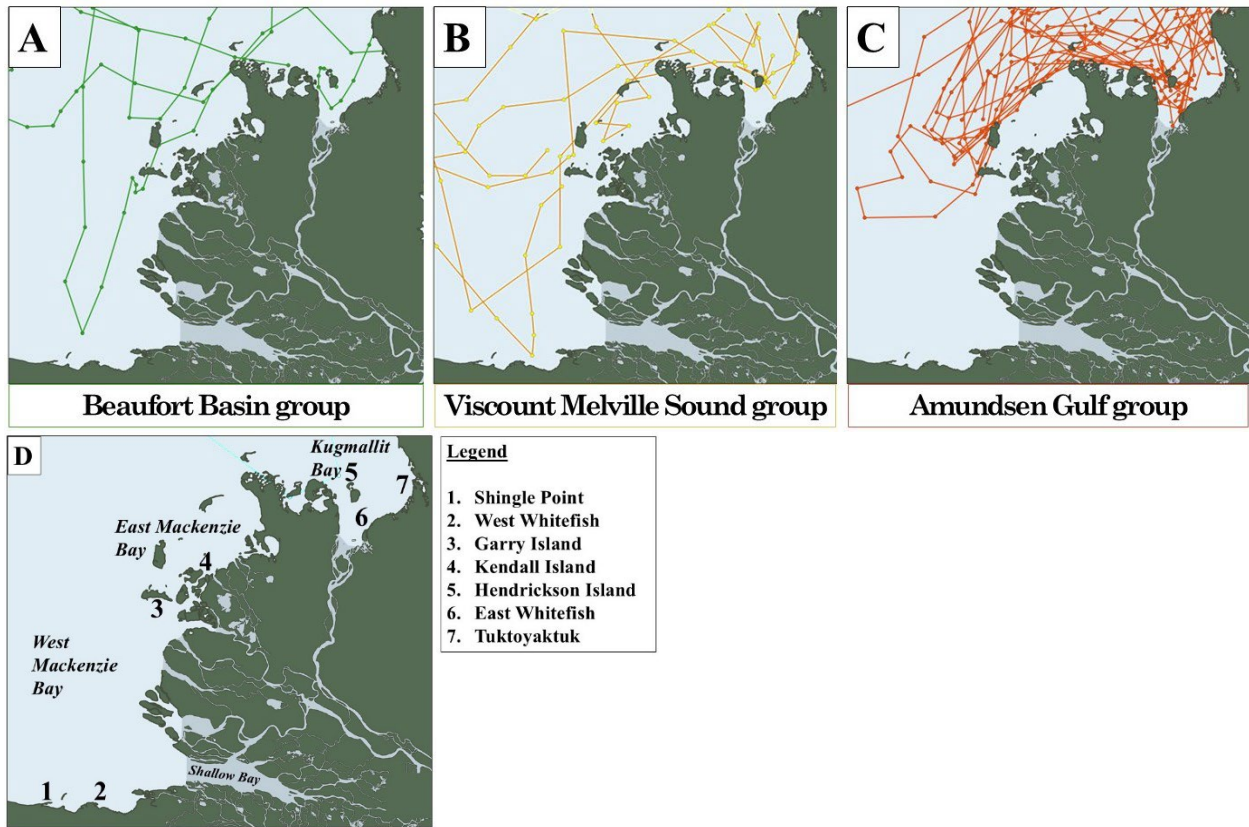 A
B
C
Beaufort Basin group
Viscount Melville Sound group
Amundsen Gulf group
D
Kugmallit
Bay
5
7
6
East Mackenzie
Bay
4
3
West
Mackenzie
Bay
Shallow Bay
1
2
Legend
1. Shingle Point
2. West Whitefish
3. Garry Island
4. Kendall Island
5. Hendrickson Island
6. East Whitefish
7. Tuktoyaktuk